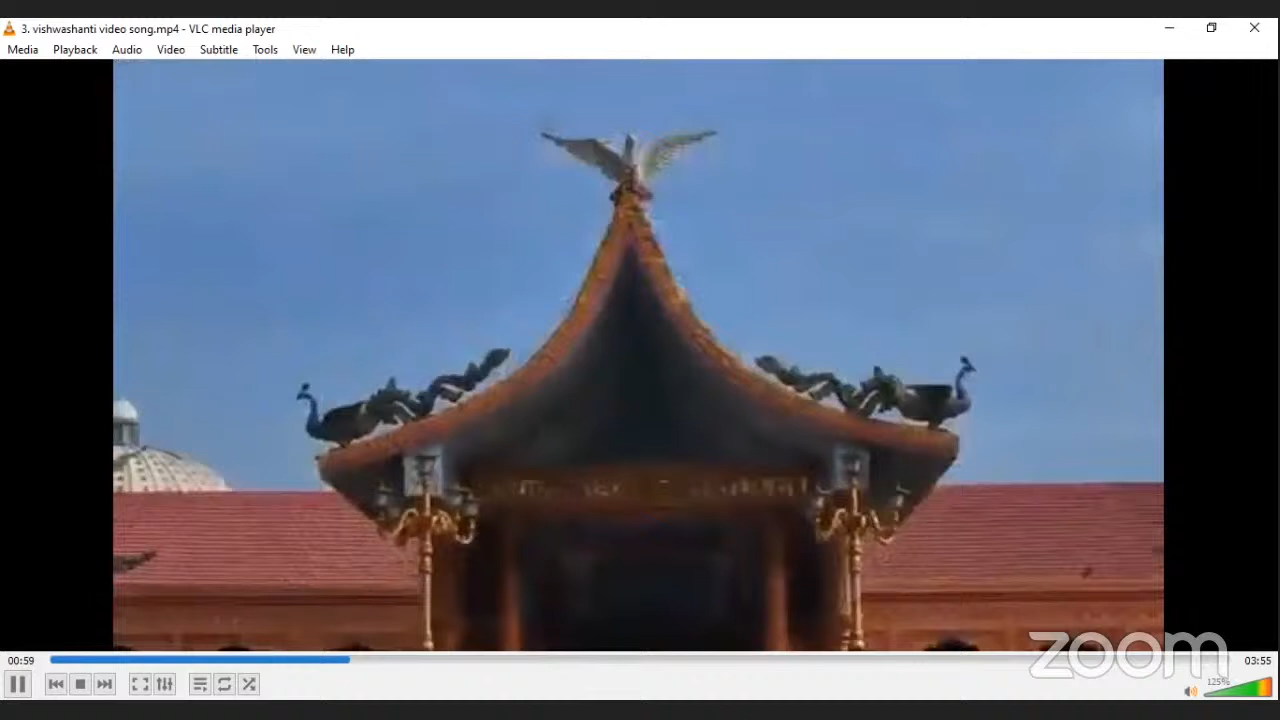 3. vishwashanti video song.mp4 - VLC media player
Media Playback Audio Video Subtitle Tools View Help
00:59
03:55
zoom
125%